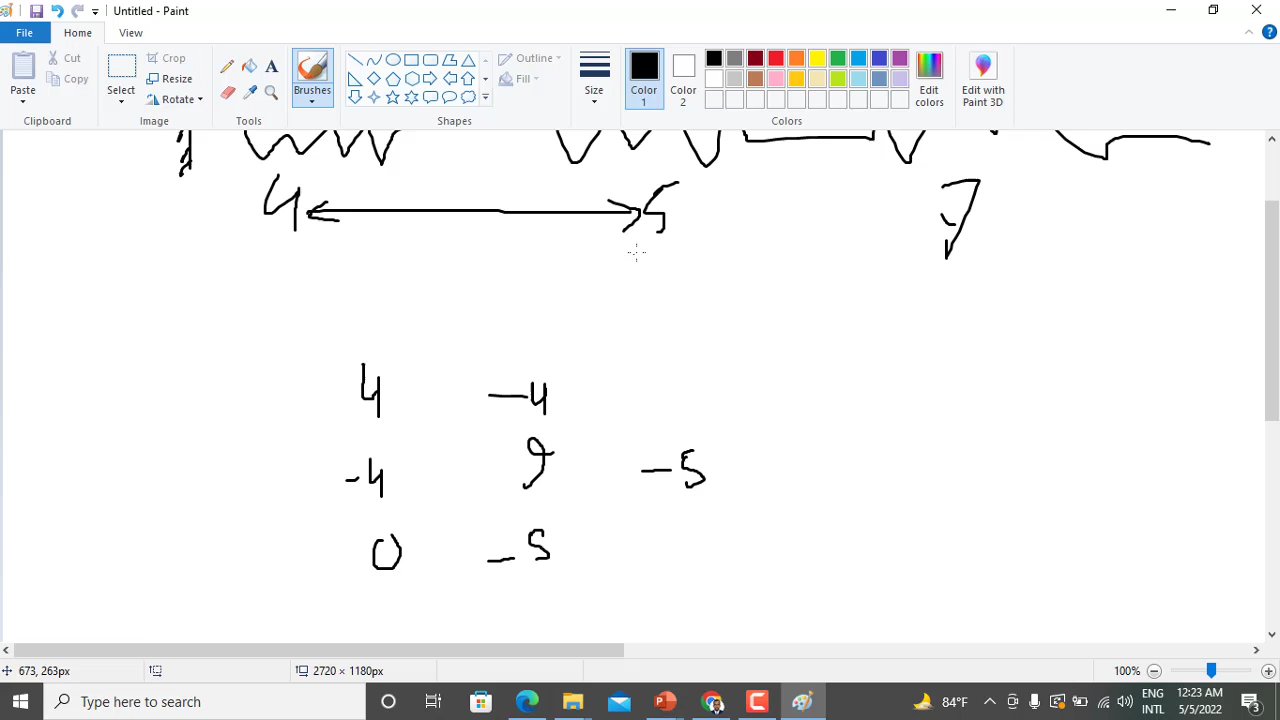 Untitled - Paint
File Home View
Paste Cut Copy
Clipboard
Select Crop Resize Rotate
Image
A
Tools
Brushes
Outline Fill
Shapes
Size
Color 1
Color 2
Edit colors
Edit with Paint 3D
Colors
4 5 7
4 -4
-4 9 -5
0 -5
673, 263px
2720 × 1180px
100%
Type here to search
84°F
ENG INTL
12:23 AM 5/5/2022
3